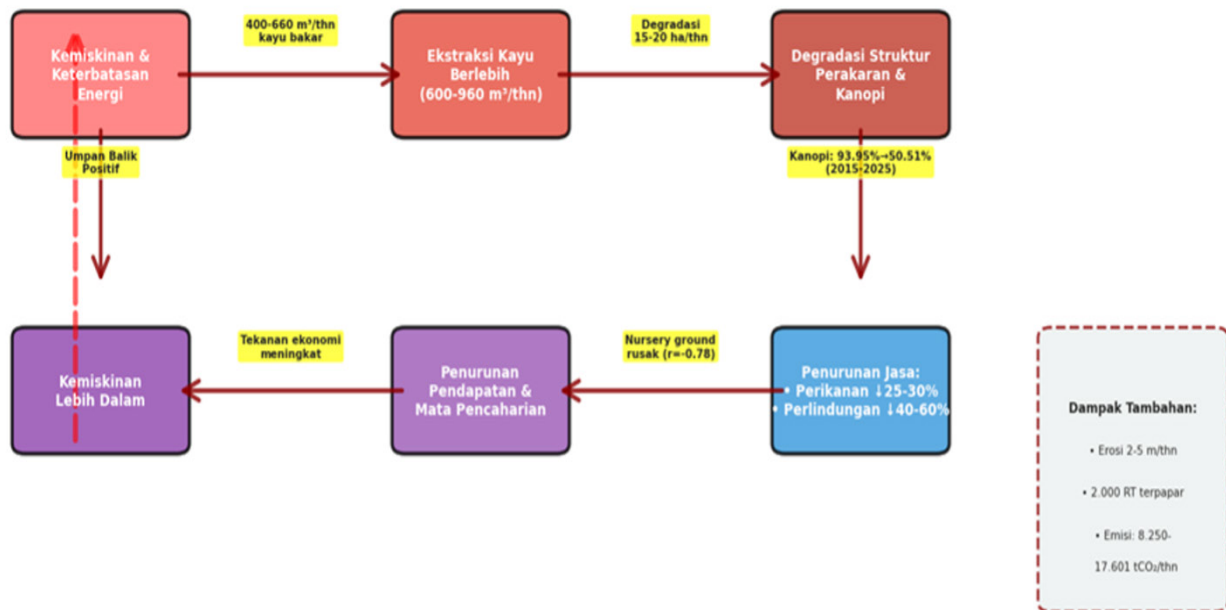 Kemiskinan &
Keterbatasan
Energi
400-660 m³/thn
kayu bakar
Ekstraksi Kayu
Berlebih
(600-960 m³/thn)
Degradasi
15-20 ha/thn
Degradasi Struktur
Perakaran &
Kanopi
Umpan Balik
Positif
Kanopi: 93.95%→50.51%
(2015-2025)
Kemiskinan
Lebih Dalam
Tekanan ekonomi
meningkat
Penurunan
Pendapatan &
Mata Pencaharian
Nursery ground
rusak (r=-0.78)
Penurunan Jasa:
• Perikanan ↓25-30%
• Perlindungan ↓40-60%
Dampak Tambahan:
• Erosi 2-5 m/thn
• 2.000 RT terpapar
• Emisi: 8.250-
17.601 tCO₂/thn